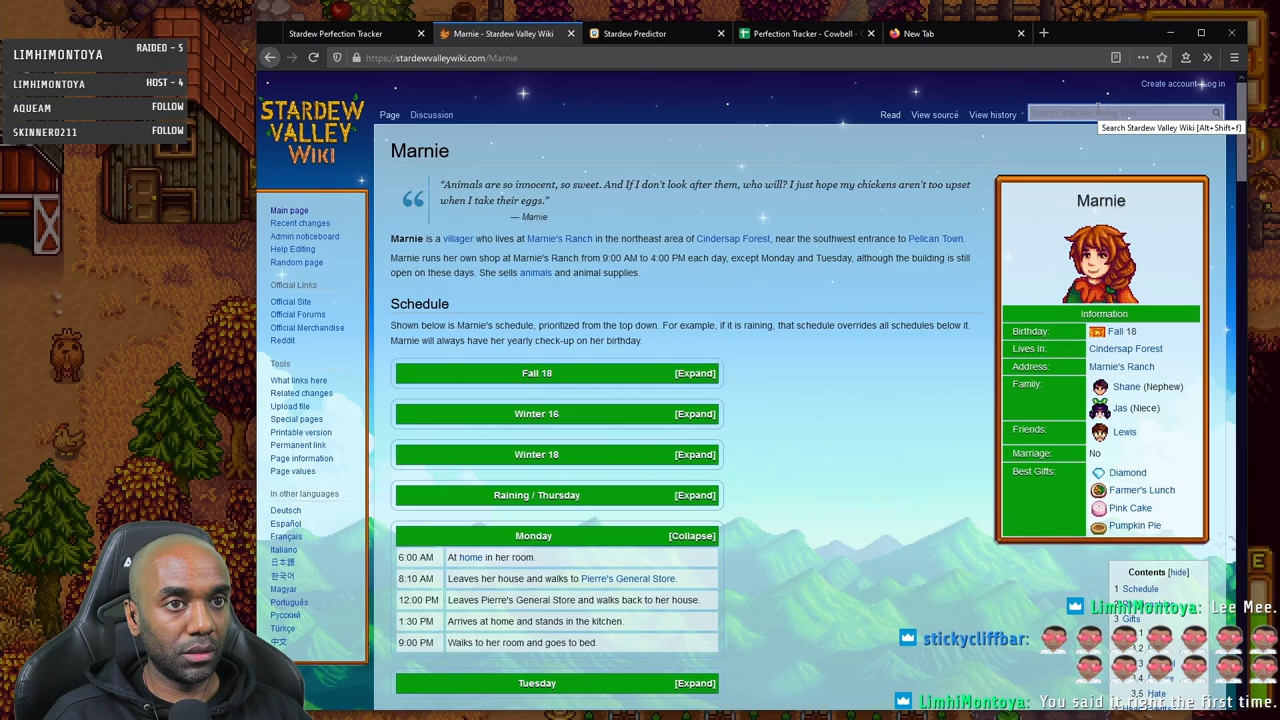 LIMHIMONTOYA RAIDED - 5
LIMHIMONTOYA HOST - 4
AQUEAM FOLLOW
SKINNER0211 FOLLOW
Stardew Perfection Tracker
Marnie - Stardew Valley Wiki
Stardew Predictor
Perfection Tracker - Cowbell -
New Tab
https://stardewvalleywiki.com/Marnie
Create account Log in
STARDEW VALLEY WIKI
Page Discussion
Read View source View history
Search Stardew Valley Wiki
Search Stardew Valley Wiki [Alt+Shift+f]
Main page
Recent changes
Admin noticeboard
Help Editing
Random page
Official Links
Official Site
Official Forums
Official Merchandise
Reddit
Tools
What links here
Related changes
Upload file
Special pages
Printable version
Permanent link
Page information
Page values
In other languages
Deutsch
Español
Français
Italiano
日本語
한국어
Magyar
Português
Русский
Türkçe
中文
Marnie
“Animals are so innocent, so sweet. And If I don't look after them, who will? I just hope my chickens aren't too upset
when I take their eggs.”
— Marnie
Marnie is a villager who lives at Marnie's Ranch in the northeast area of Cindersap Forest, near the southwest entrance to Pelican Town.
Marnie runs her own shop at Marnie's Ranch from 9:00 AM to 4:00 PM each day, except Monday and Tuesday, although the building is still
open on these days. She sells animals and animal supplies.
Schedule
Shown below is Marnie's schedule, prioritized from the top down. For example, if it is raining, that schedule overrides all schedules below it.
Marnie will always have her yearly check-up on her birthday.
Fall 18 [Expand]
Winter 16 [Expand]
Winter 18 [Expand]
Raining / Thursday [Expand]
Monday [Collapse]
6:00 AM At home in her room.
8:10 AM Leaves her house and walks to Pierre's General Store.
12:00 PM Leaves Pierre's General Store and walks back to her house.
1:30 PM Arrives at home and stands in the kitchen.
9:00 PM Walks to her room and goes to bed.
Tuesday [Expand]
Marnie
Information
Birthday: Fall 18
Lives In: Cindersap Forest
Address: Marnie's Ranch
Family: Shane (Nephew)
Jas (Niece)
Friends: Lewis
Marriage: No
Best Gifts: Diamond
Farmer's Lunch
Pink Cake
Pumpkin Pie
Contents [hide]
1 Schedule
3 Gifts
3.5 Hate
LimhiMontoya: Lee Mee.
stickycliffbar:
LimhiMontoya: You said it right the first time.